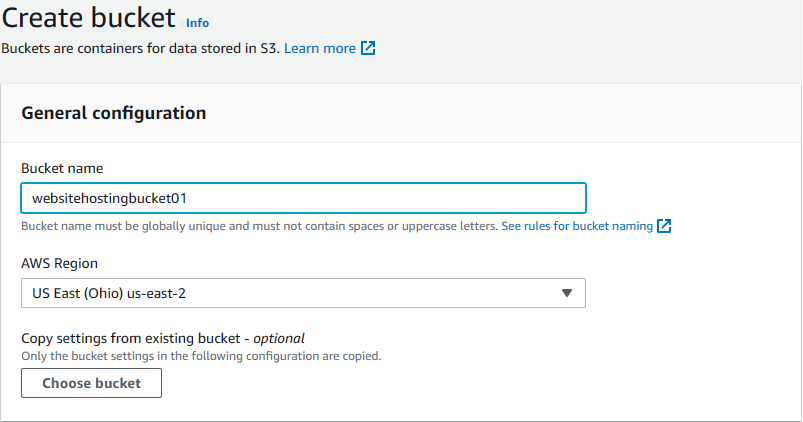 Create bucket Info
Buckets are containers for data stored in S3. Learn more
General configuration
Bucket name
websitehostingbucket01
Bucket name must be globally unique and must not contain spaces or uppercase letters. See rules for bucket naming
AWS Region
US East (Ohio) us-east-2
Copy settings from existing bucket - optional
Only the bucket settings in the following configuration are copied.
Choose bucket